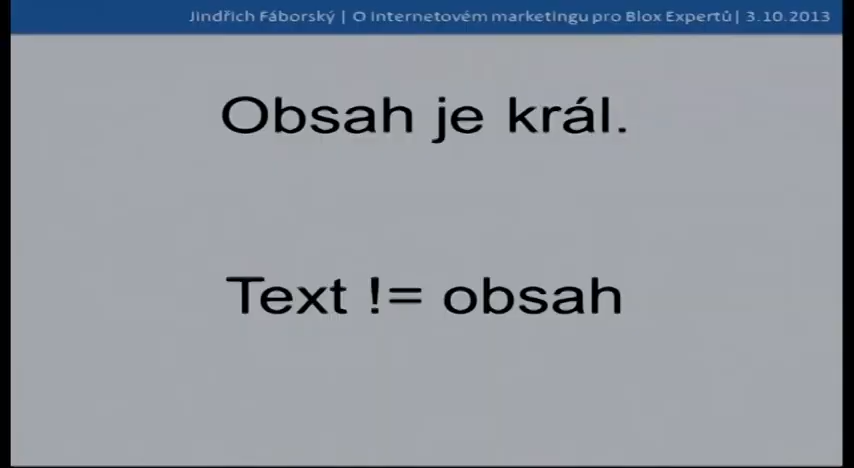 Jindřich Fáborský | O internetovém marketingu pro Blox Expertů| 3.10.2013
Obsah je král.
Text != obsah